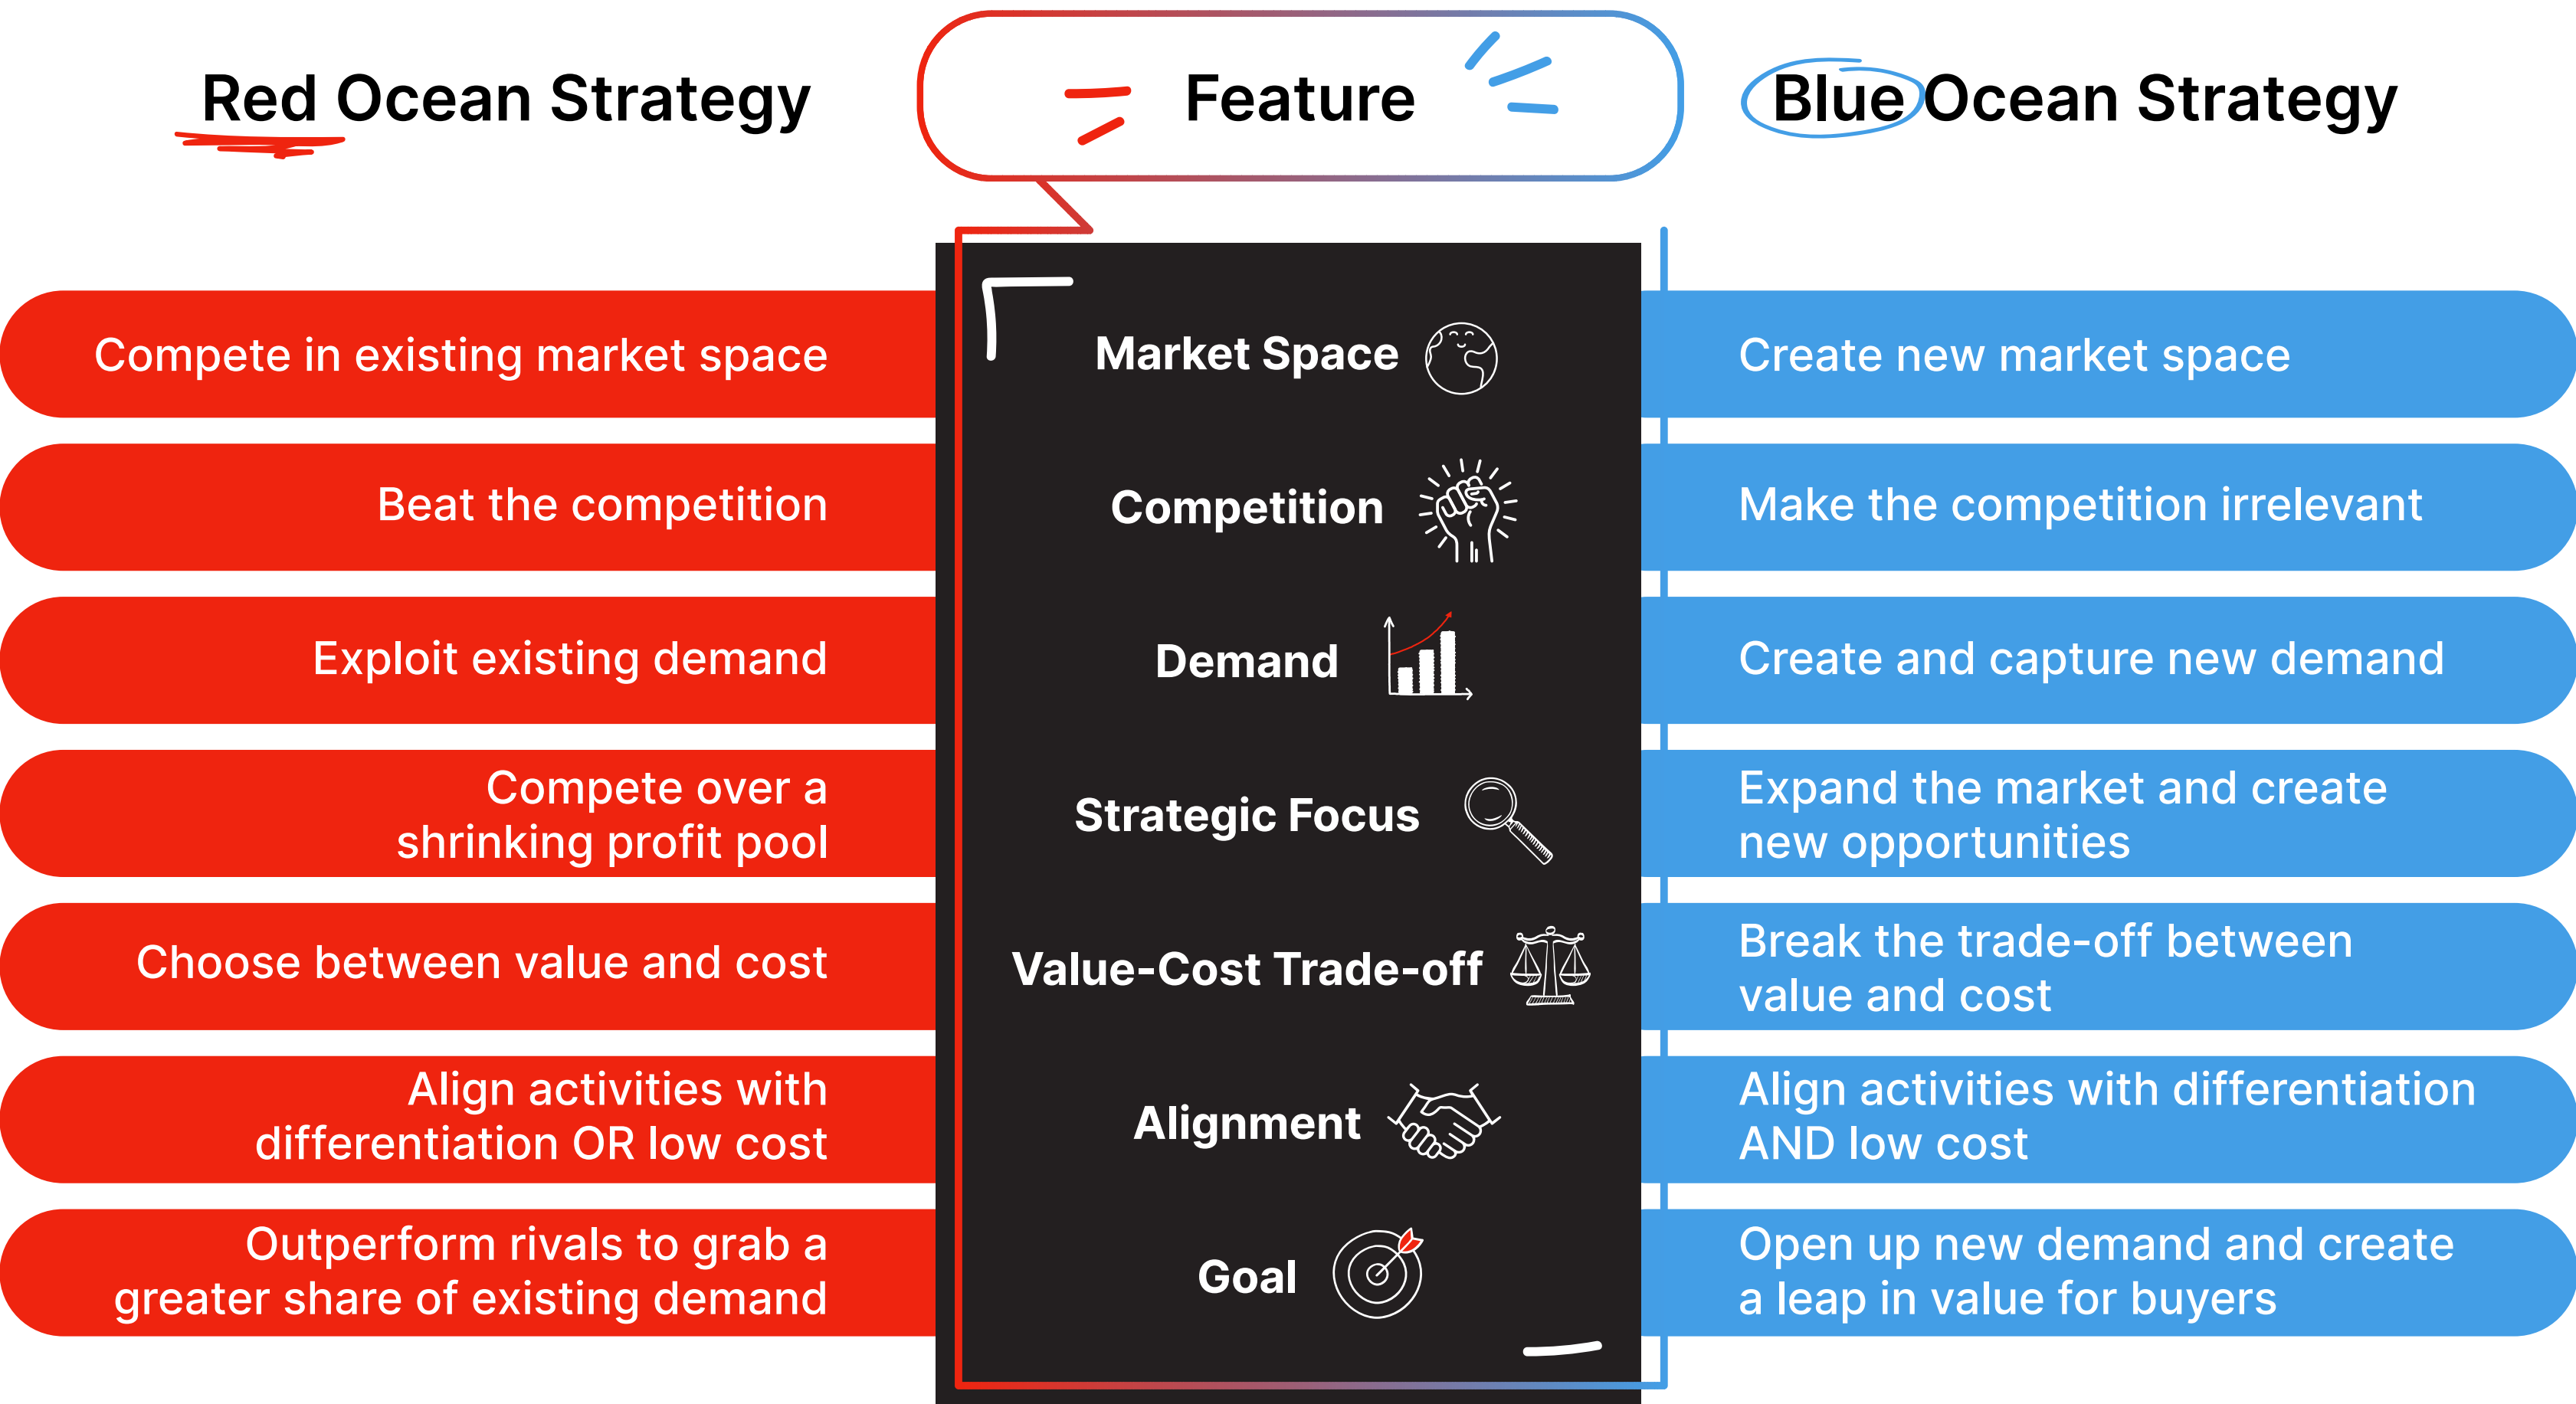 Red Ocean Strategy
Feature
Blue Ocean Strategy
Compete in existing market space
Market Space
Create new market space
Beat the competition
Competition
Make the competition irrelevant
Exploit existing demand
Demand
Create and capture new demand
Compete over a
shrinking profit pool
Strategic Focus
Expand the market and create
new opportunities
Choose between value and cost
Value-Cost Trade-off
Break the trade-off between
value and cost
Align activities with
differentiation OR low cost
Alignment
Align activities with differentiation
AND low cost
Outperform rivals to grab a
greater share of existing demand
Goal
Open up new demand and create
a leap in value for buyers